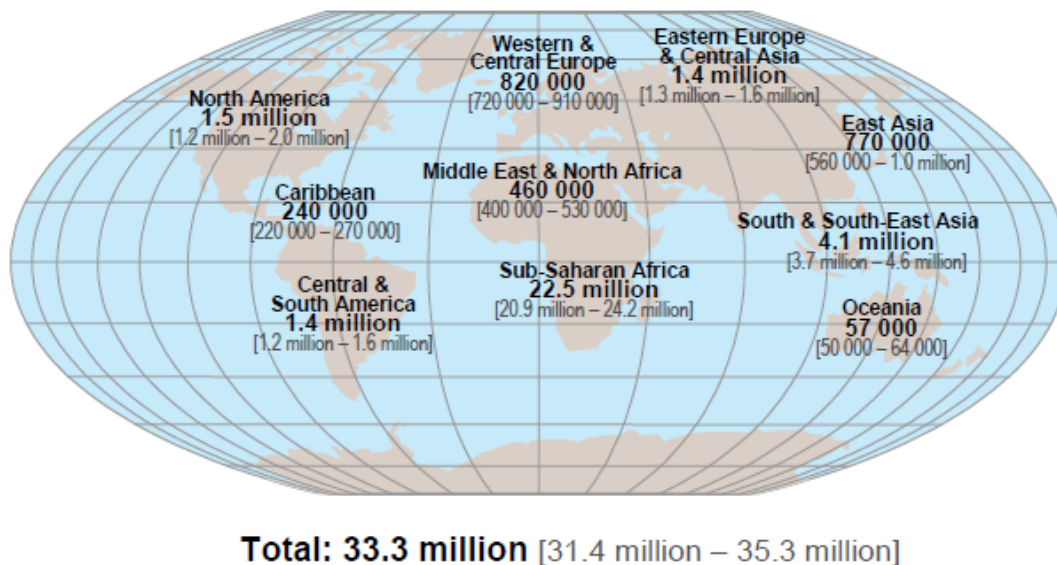 Western &
Central Europe
820 000
[720 000 – 910 000]
Eastern Europe
& Central Asia
1.4 million
[1.3 million – 1.6 million]
North America
1.5 million
[1.2 million – 2.0 million]
East Asia
770 000
[560 000 – 1.0 million]
Middle East & North Africa
460 000
[400 000 – 530 000]
Caribbean
240 000
[220 000 – 270 000]
South & South-East Asia
4.1 million
[3.7 million – 4.6 million]
Sub-Saharan Africa
22.5 million
[20.9 million – 24.2 million]
Central &
South America
1.4 million
[1.2 million – 1.6 million]
Oceania
57 000
[50 000 – 64 000]
Total: 33.3 million [31.4 million – 35.3 million]